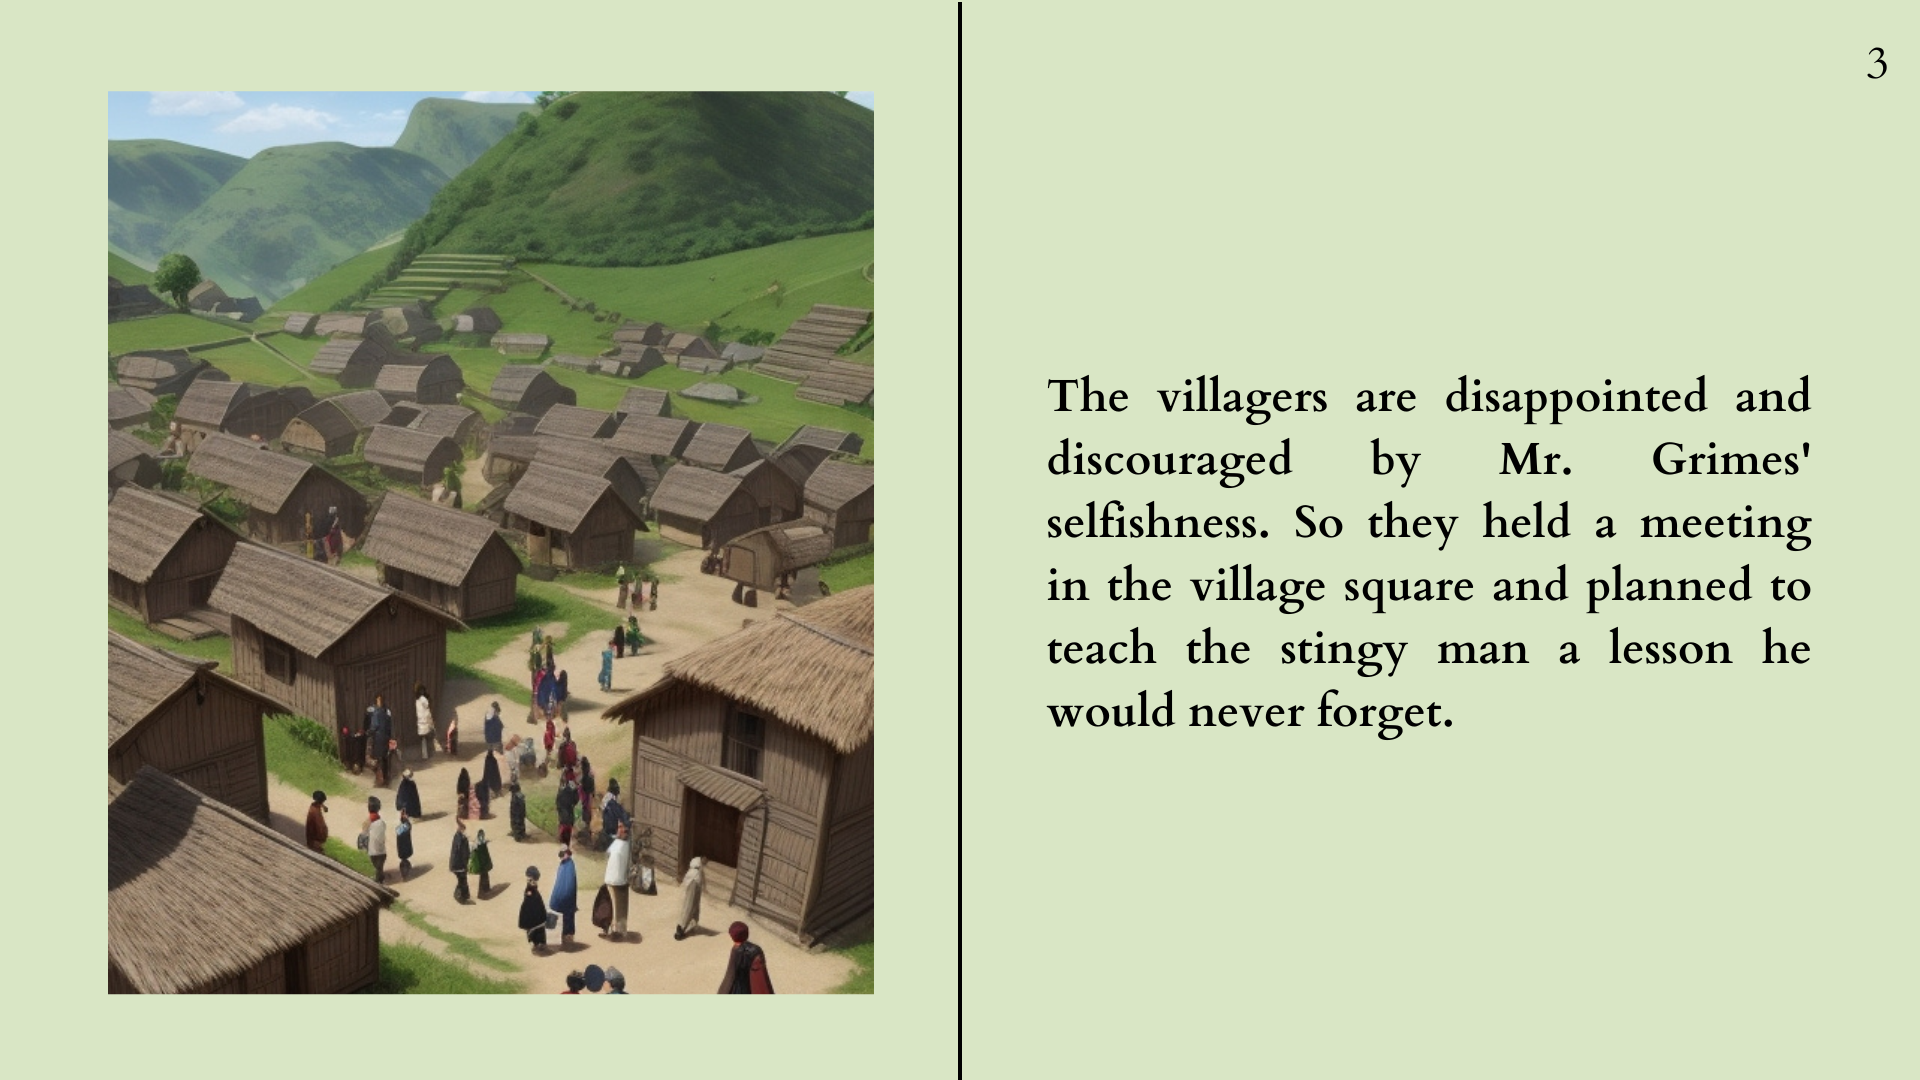 3
The villagers are disappointed and
discouraged by Mr. Grimes'
selfishness. So they held a meeting
in the village square and planned to
teach the stingy man a lesson he
would never forget.